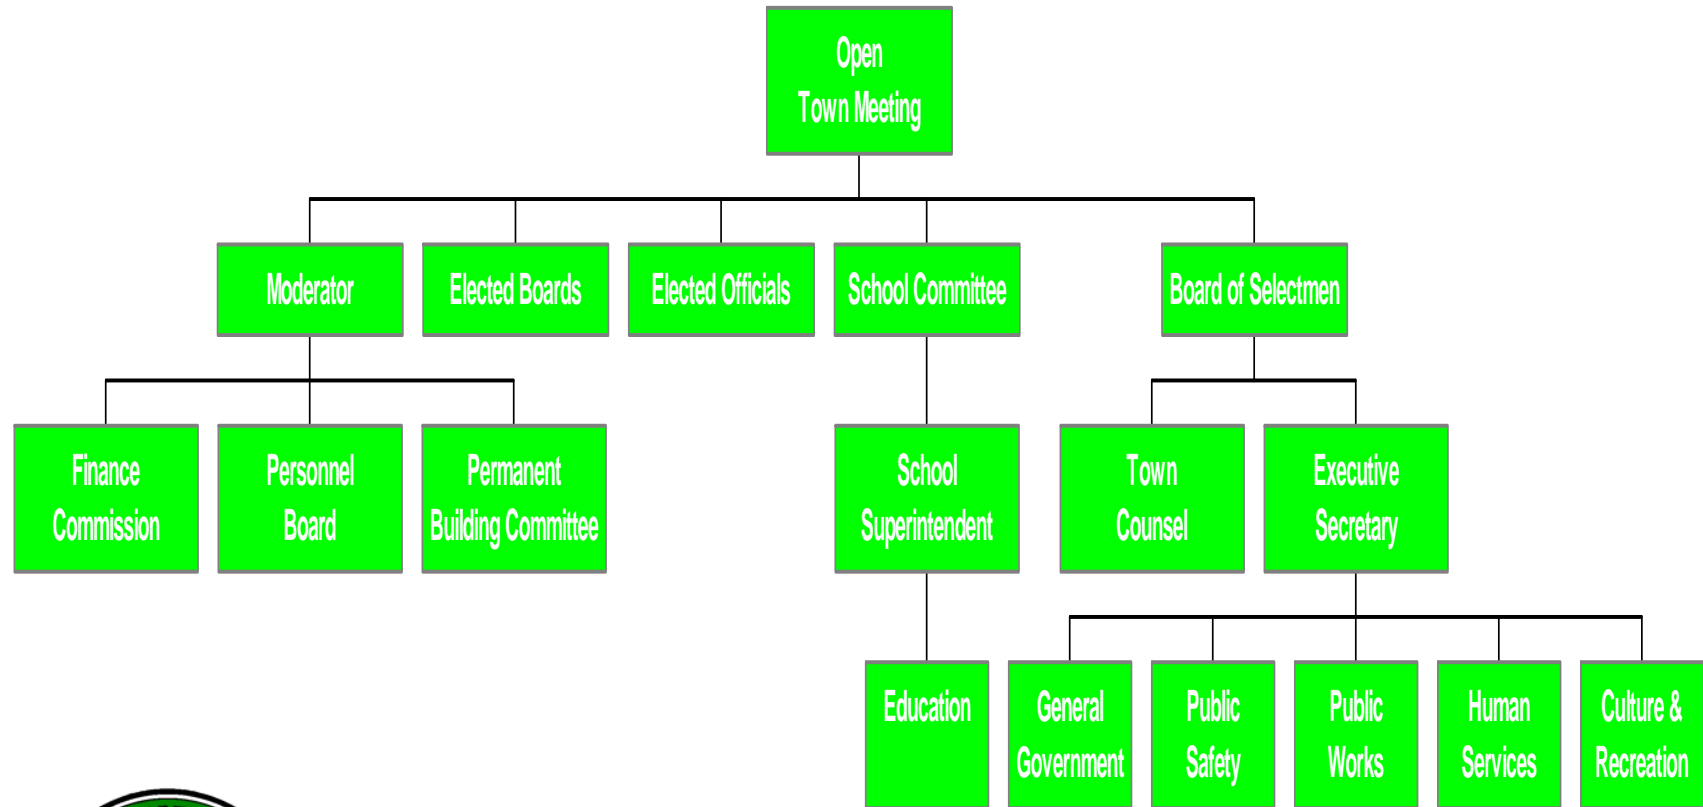 Open
Town Meeting
Moderator
Elected Boards
Elected Officials
School Committee
Board of Selectmen
Finance
Commission
Personnel
Board
Permanent
Building Committee
School
Superintendent
Town
Counsel
Executive
Secretary
Education
General
Government
Public
Safety
Public
Works
Human
Services
Culture &
Recreation